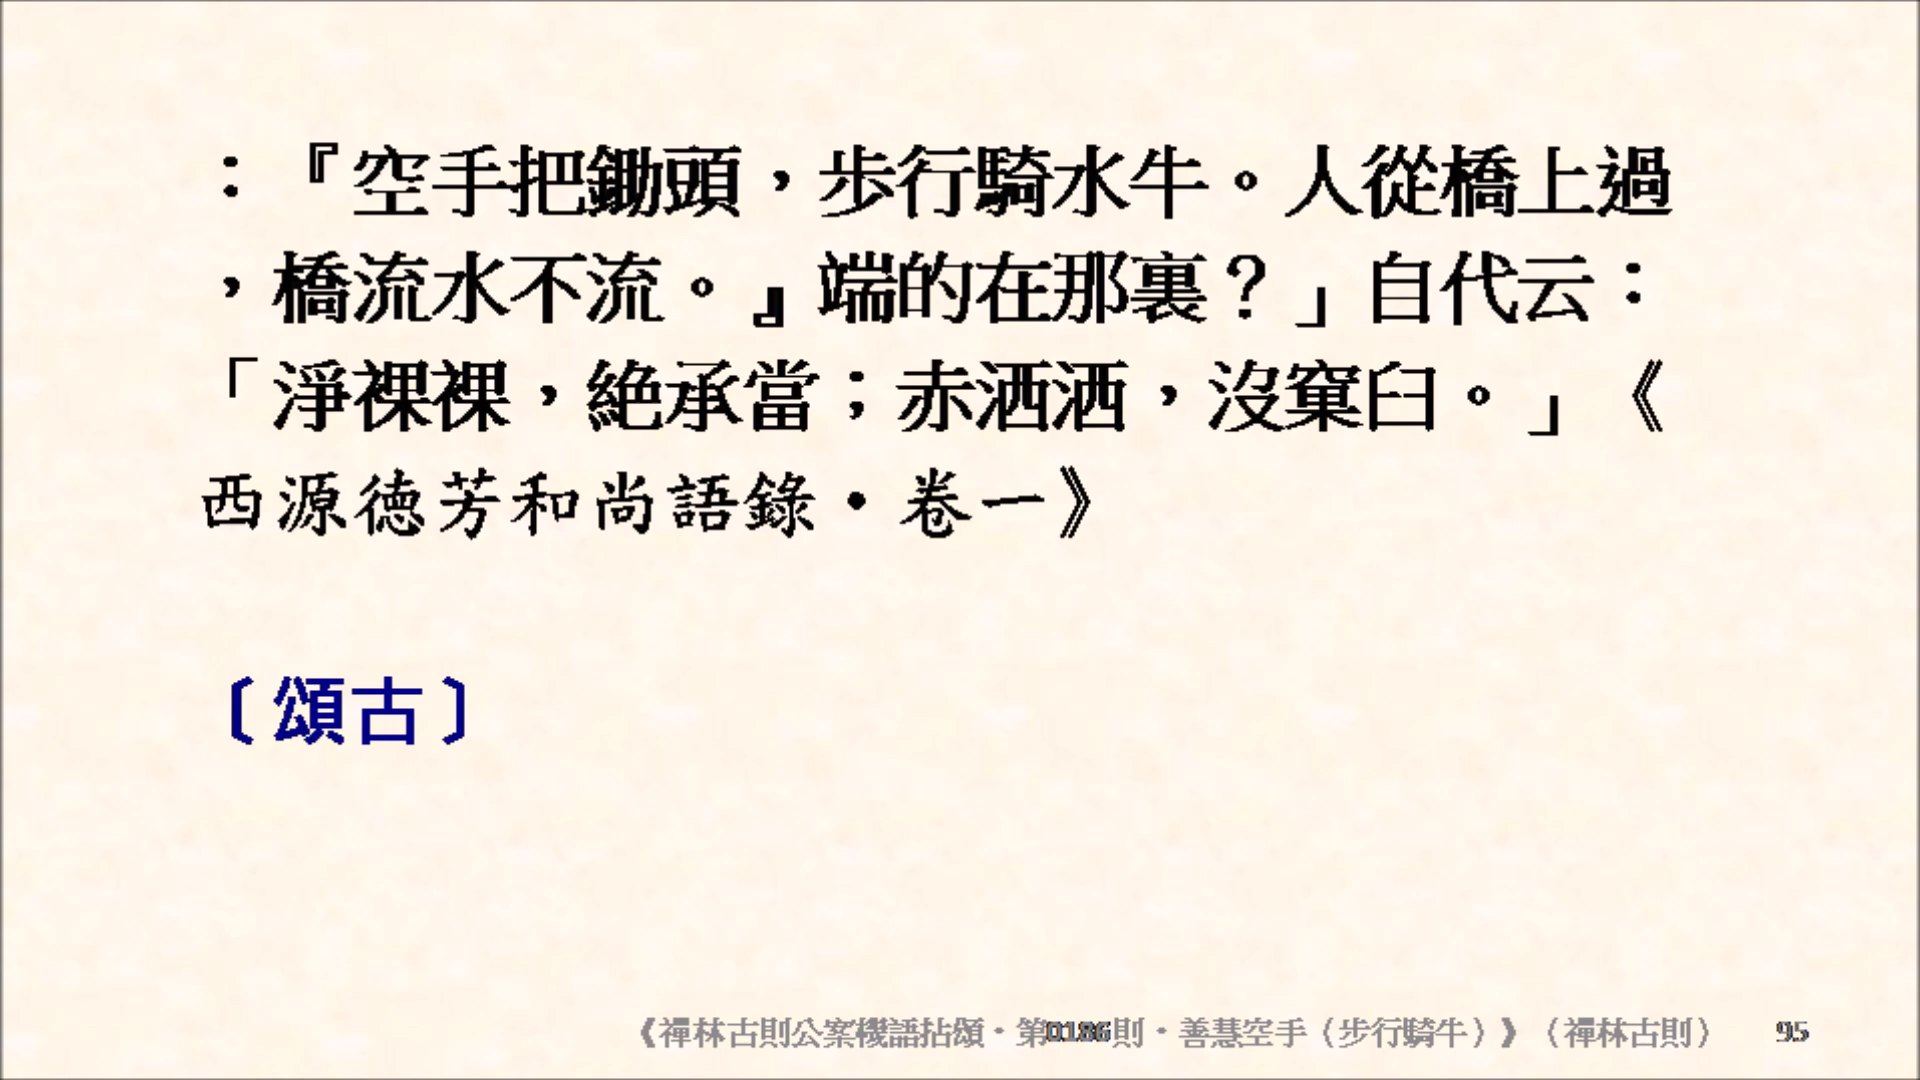 ：『空手把鋤頭，步行騎水牛。人從橋上過
，橋流水不流。』端的在那裏？」自代云：
「淨裸裸，絕承當；赤洒洒，沒窠臼。」《
西源德芳和尚語錄·卷一》
〔頌古〕
《禪林古則公案機語拈頌·第0186則·善慧空手（步行騎牛）》（禪林古則） 95